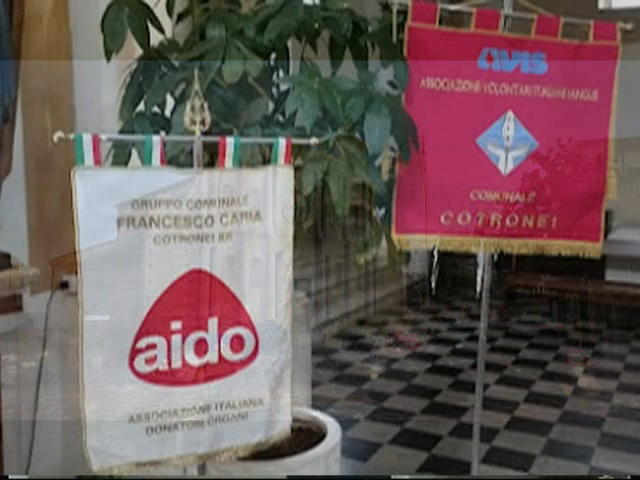 GRUPPO COMUNALE
FRANCESCO CARIA
COTRONEI KR
aido
ASSOCIAZIONE ITALIANA
DONATORI ORGANI
AVIS
ASSOCIAZIONE VOLONTARI ITALIANI SANGUE
COMUNALE
COTRONEI